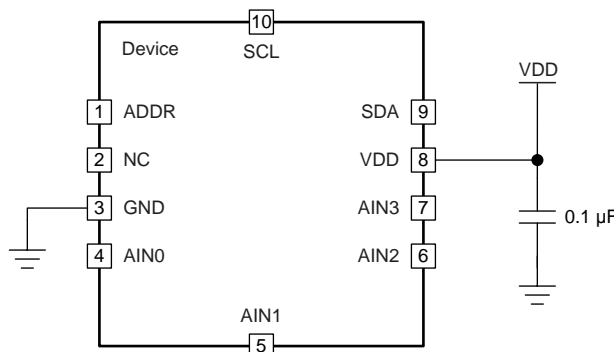 10
Device
SCL
VDD
1 ADDR
SDA 9
2 NC
VDD 8
3 GND
AIN3 7
0.1 µF
4 AIN0
AIN2 6
AIN1
5